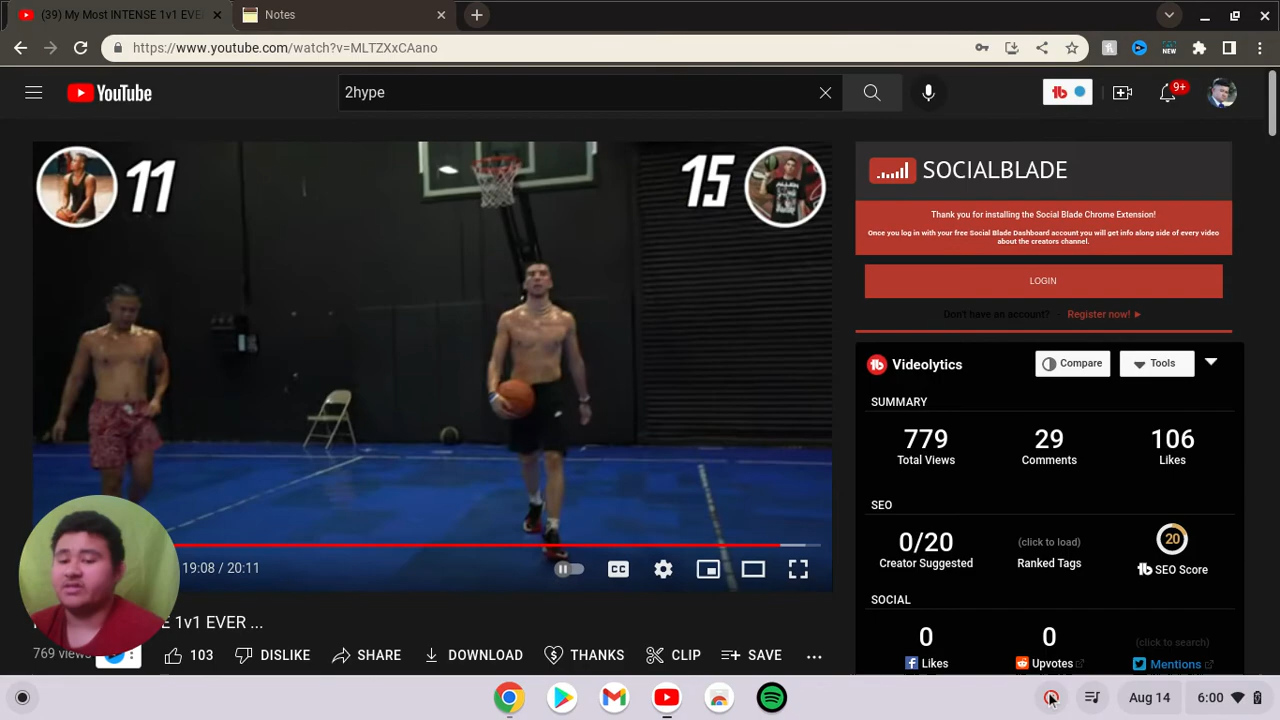 (39) My Most INTENSE 1v1 EVE
Notes
https://www.youtube.com/watch?v=MLTZXxCAano
NEW
YouTube
2hype
9+
11
15
SOCIALBLADE
Thank you for installing the Social Blade Chrome Extension!
Once you log in with your free Social Blade Dashboard account you will get info along side of every video
about the creators channel.
LOGIN
Don't have an account? Register now! ►
Videolytics
Compare
Tools
SUMMARY
779
29
106
Total Views
Comments
Likes
SEO
0/20
(click to load)
20
Creator Suggested
Ranked Tags
SEO Score
SOCIAL
0
0
(click to search)
Likes
Upvotes
Mentions
19:08 / 20:11
CC
E 1v1 EVER ...
769 views
103
DISLIKE
SHARE
DOWNLOAD
THANKS
CLIP
SAVE
Aug 14
6:00